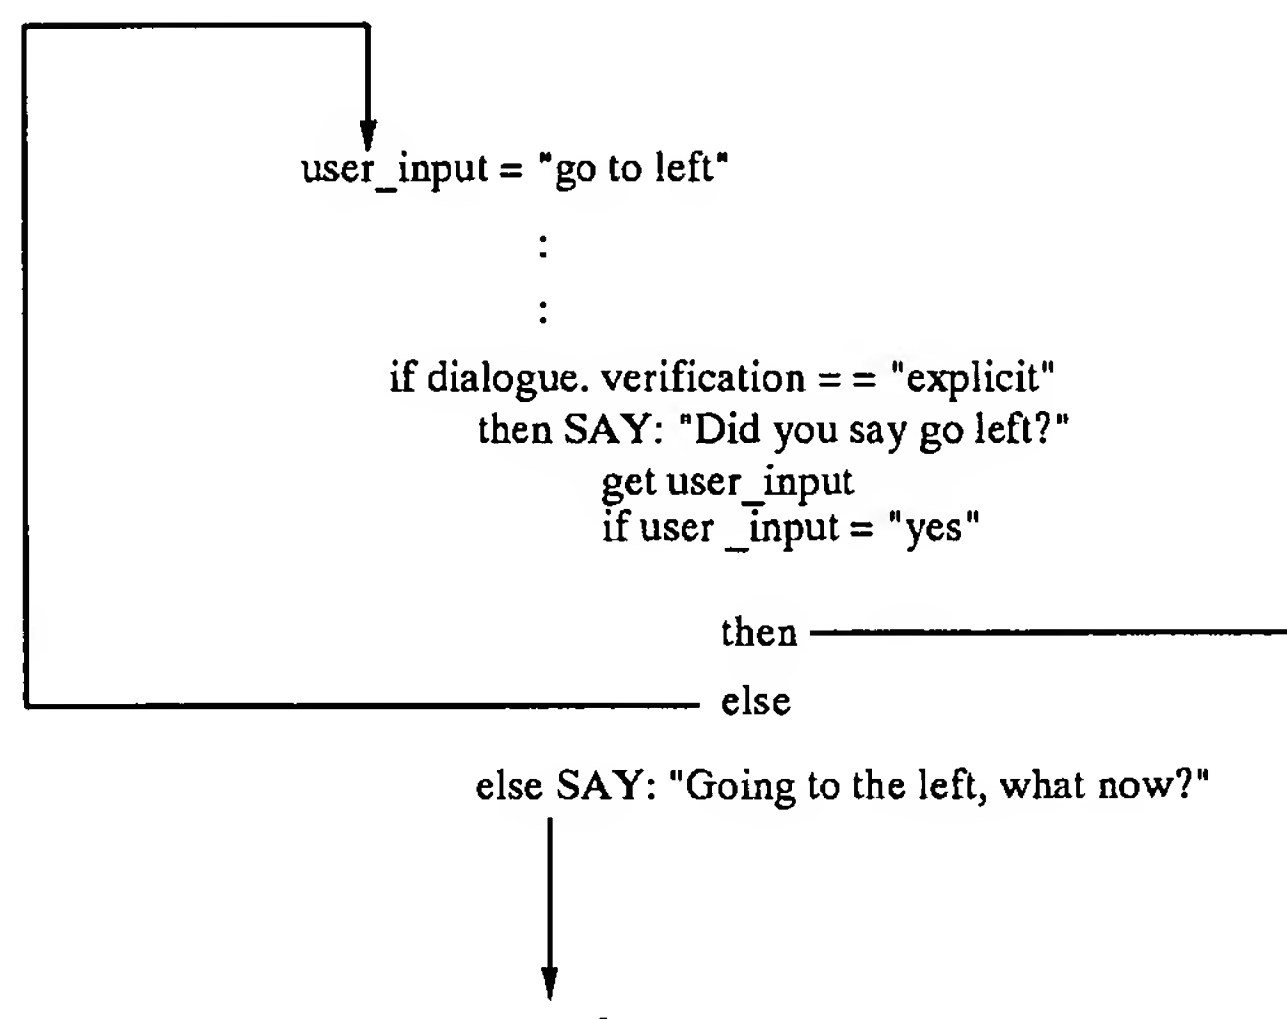 user_input = "go to left"
:
:
if dialogue. verification = = "explicit"
then SAY: "Did you say go left?"
get user_input
if user _input = "yes"
then
else
else SAY: "Going to the left, what now?"